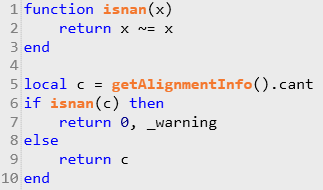 1 function isnan(x)
2     return x ~= x
3 end
4
5 local c = getAlignmentInfo().cant
6 if isnan(c) then
7     return 0, _warning
8 else
9     return c
10 end